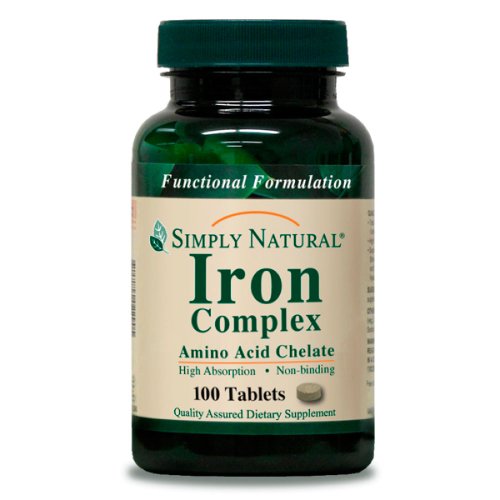 Functional Formulation
SIMPLY NATURAL®
Iron
Complex
Amino Acid Chelate
High Absorption • Non-binding
100 Tablets
Quality Assured Dietary Supplement